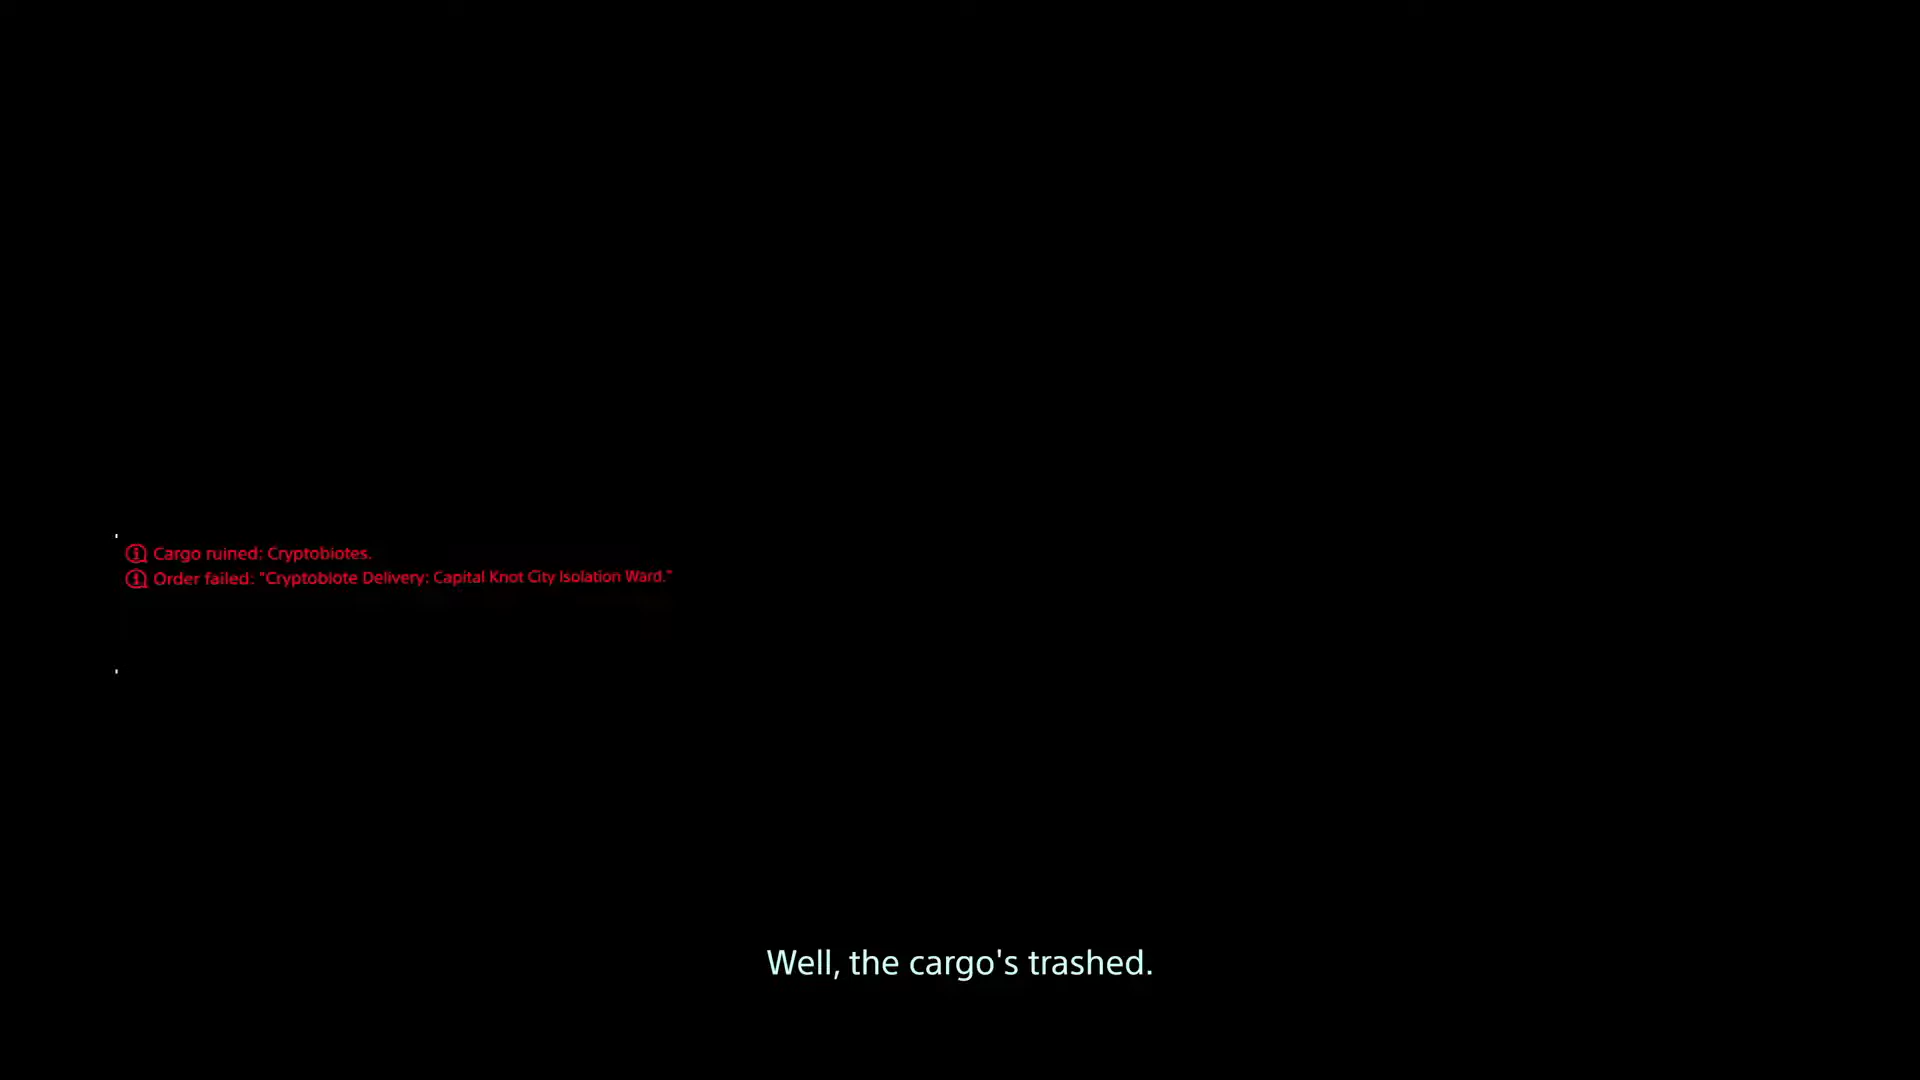 Cargo ruined: Cryptobiotes.
Order failed: "Cryptobiote Delivery: Capital Knot City Isolation Ward."
Well, the cargo's trashed.